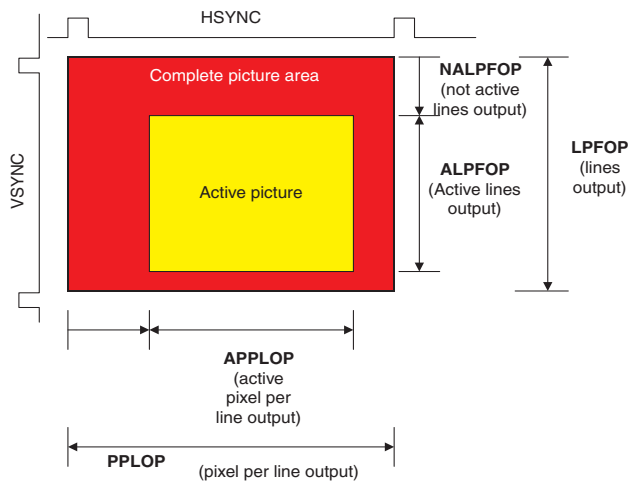 HSYNC
VSYNC
Complete picture area
Active picture
NALPFOP
(not active
lines output)
ALPFOP
(Active lines
output)
LPFOP
(lines
output)
APPLOP
(active
pixel per
line output)
PPLOP
(pixel per line output)